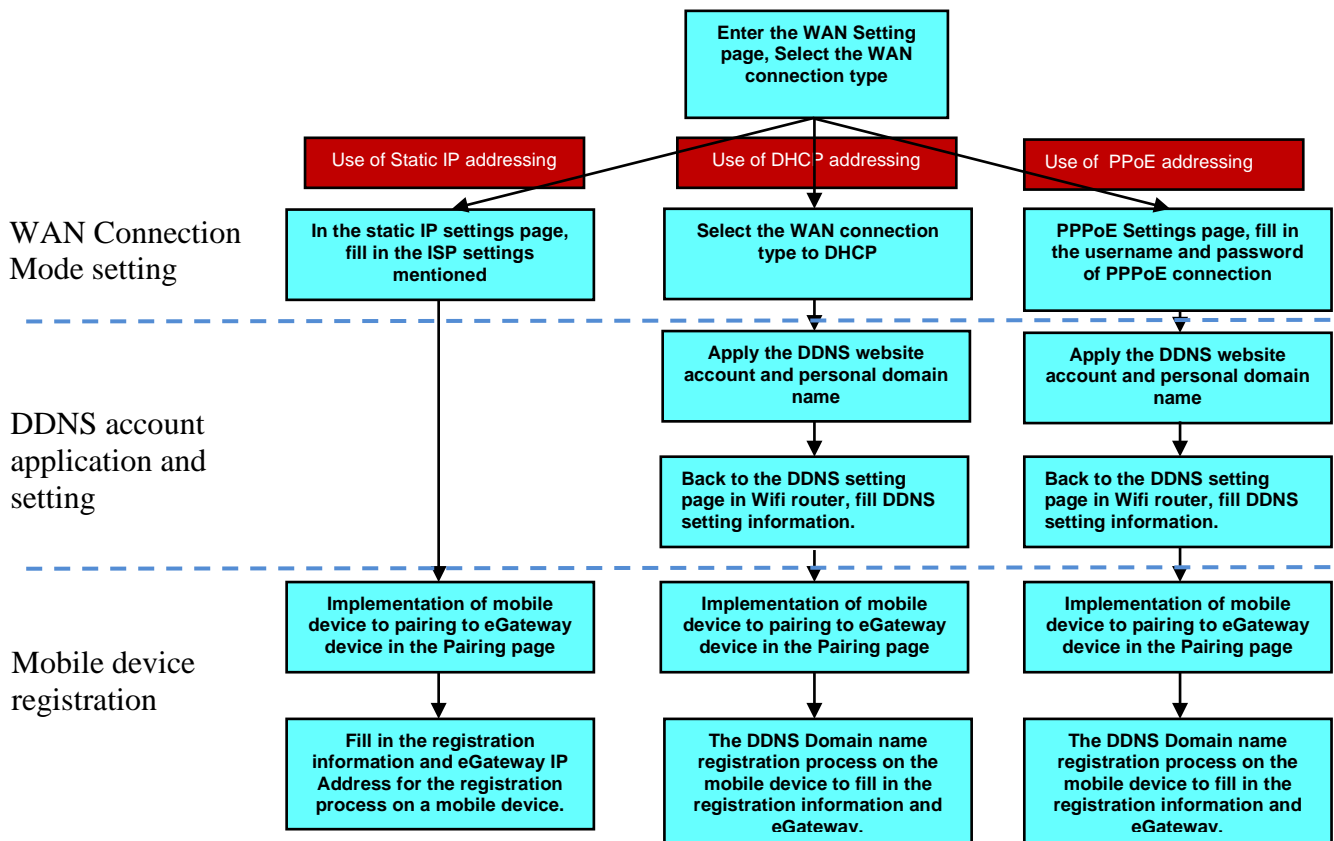 Enter the WAN Setting
page, Select the WAN
connection type
Use of Static IP addressing
Use of DHCP addressing
Use of  PPoE addressing
WAN Connection
Mode setting
In the static IP settings page,
fill in the ISP settings
mentioned
Select the WAN connection
type to DHCP
PPPoE Settings page, fill in
the username and password
of PPPoE connection
DDNS account
application and
setting
Apply the DDNS website
account and personal domain
name
Apply the DDNS website
account and personal domain
name
Back to the DDNS setting
page in Wifi router, fill DDNS
setting information.
Back to the DDNS setting
page in Wifi router, fill DDNS
setting information.
Mobile device
registration
Implementation of mobile
device to pairing to eGateway
device in the Pairing page
Implementation of mobile
device to pairing to eGateway
device in the Pairing page
Implementation of mobile
device to pairing to eGateway
device in the Pairing page
Fill in the registration
information and eGateway IP
Address for the registration
process on a mobile device.
The DDNS Domain name
registration process on the
mobile device to fill in the
registration information and
eGateway.
The DDNS Domain name
registration process on the
mobile device to fill in the
registration information and
eGateway.